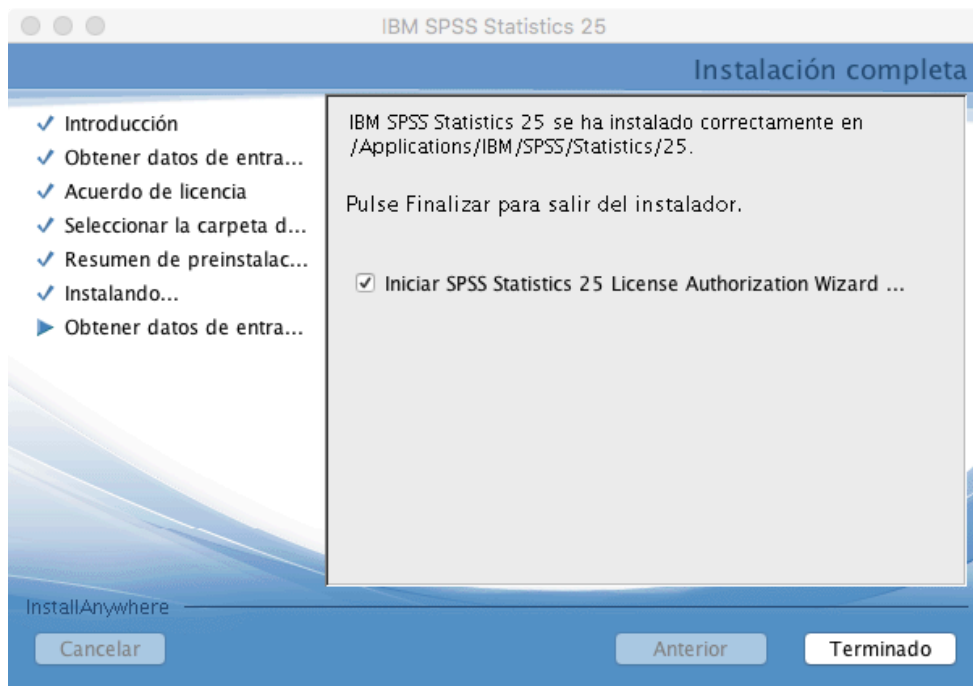 IBM SPSS Statistics 25
Instalación completa
Introducción
Obtener datos de entra...
Acuerdo de licencia
Seleccionar la carpeta d...
Resumen de preinstalac...
Instalando...
Obtener datos de entra...
IBM SPSS Statistics 25 se ha instalado correctamente en
/Applications/IBM/SPSS/Statistics/25.
Pulse Finalizar para salir del instalador.
Iniciar SPSS Statistics 25 License Authorization Wizard ...
InstallAnywhere
Cancelar
Anterior
Terminado